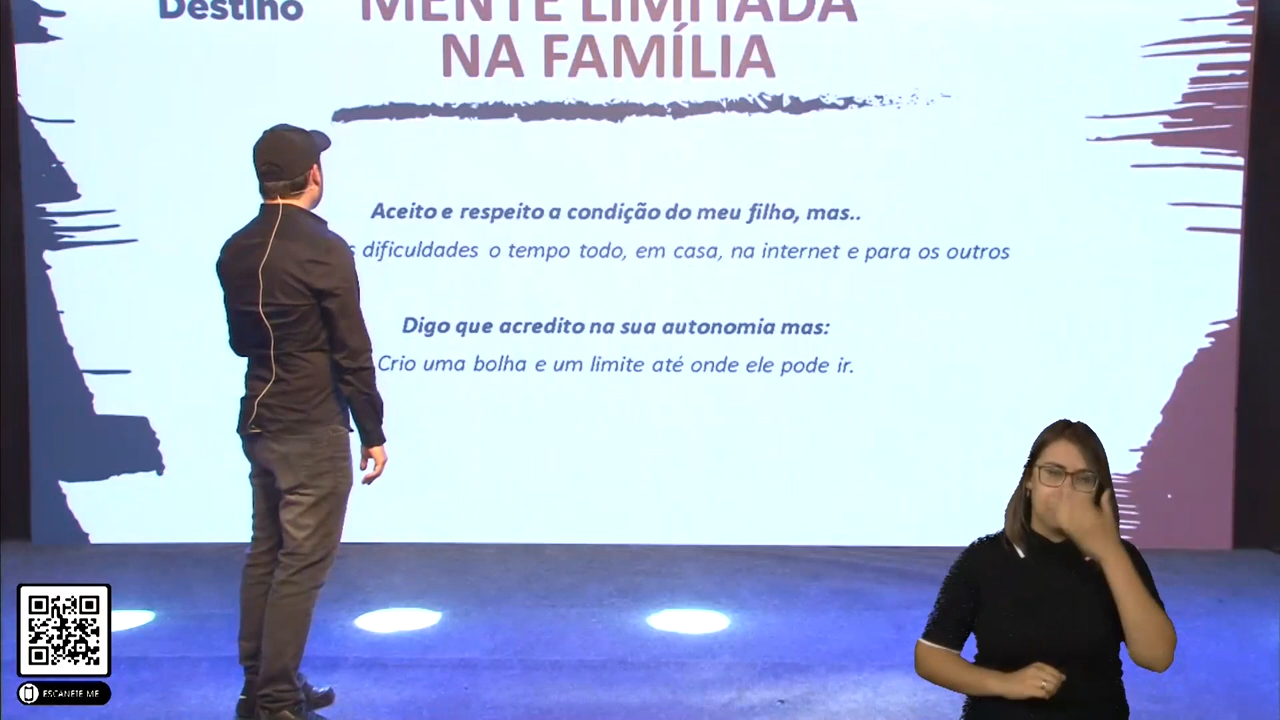 Destino
MENTE LIMITADA
NA FAMÍLIA
Aceito e respeito a condição do meu filho, mas..
dificuldades o tempo todo, em casa, na internet e para os outros
Digo que acredito na sua autonomia mas:
Crio uma bolha e um limite até onde ele pode ir.
ESCANEIE ME